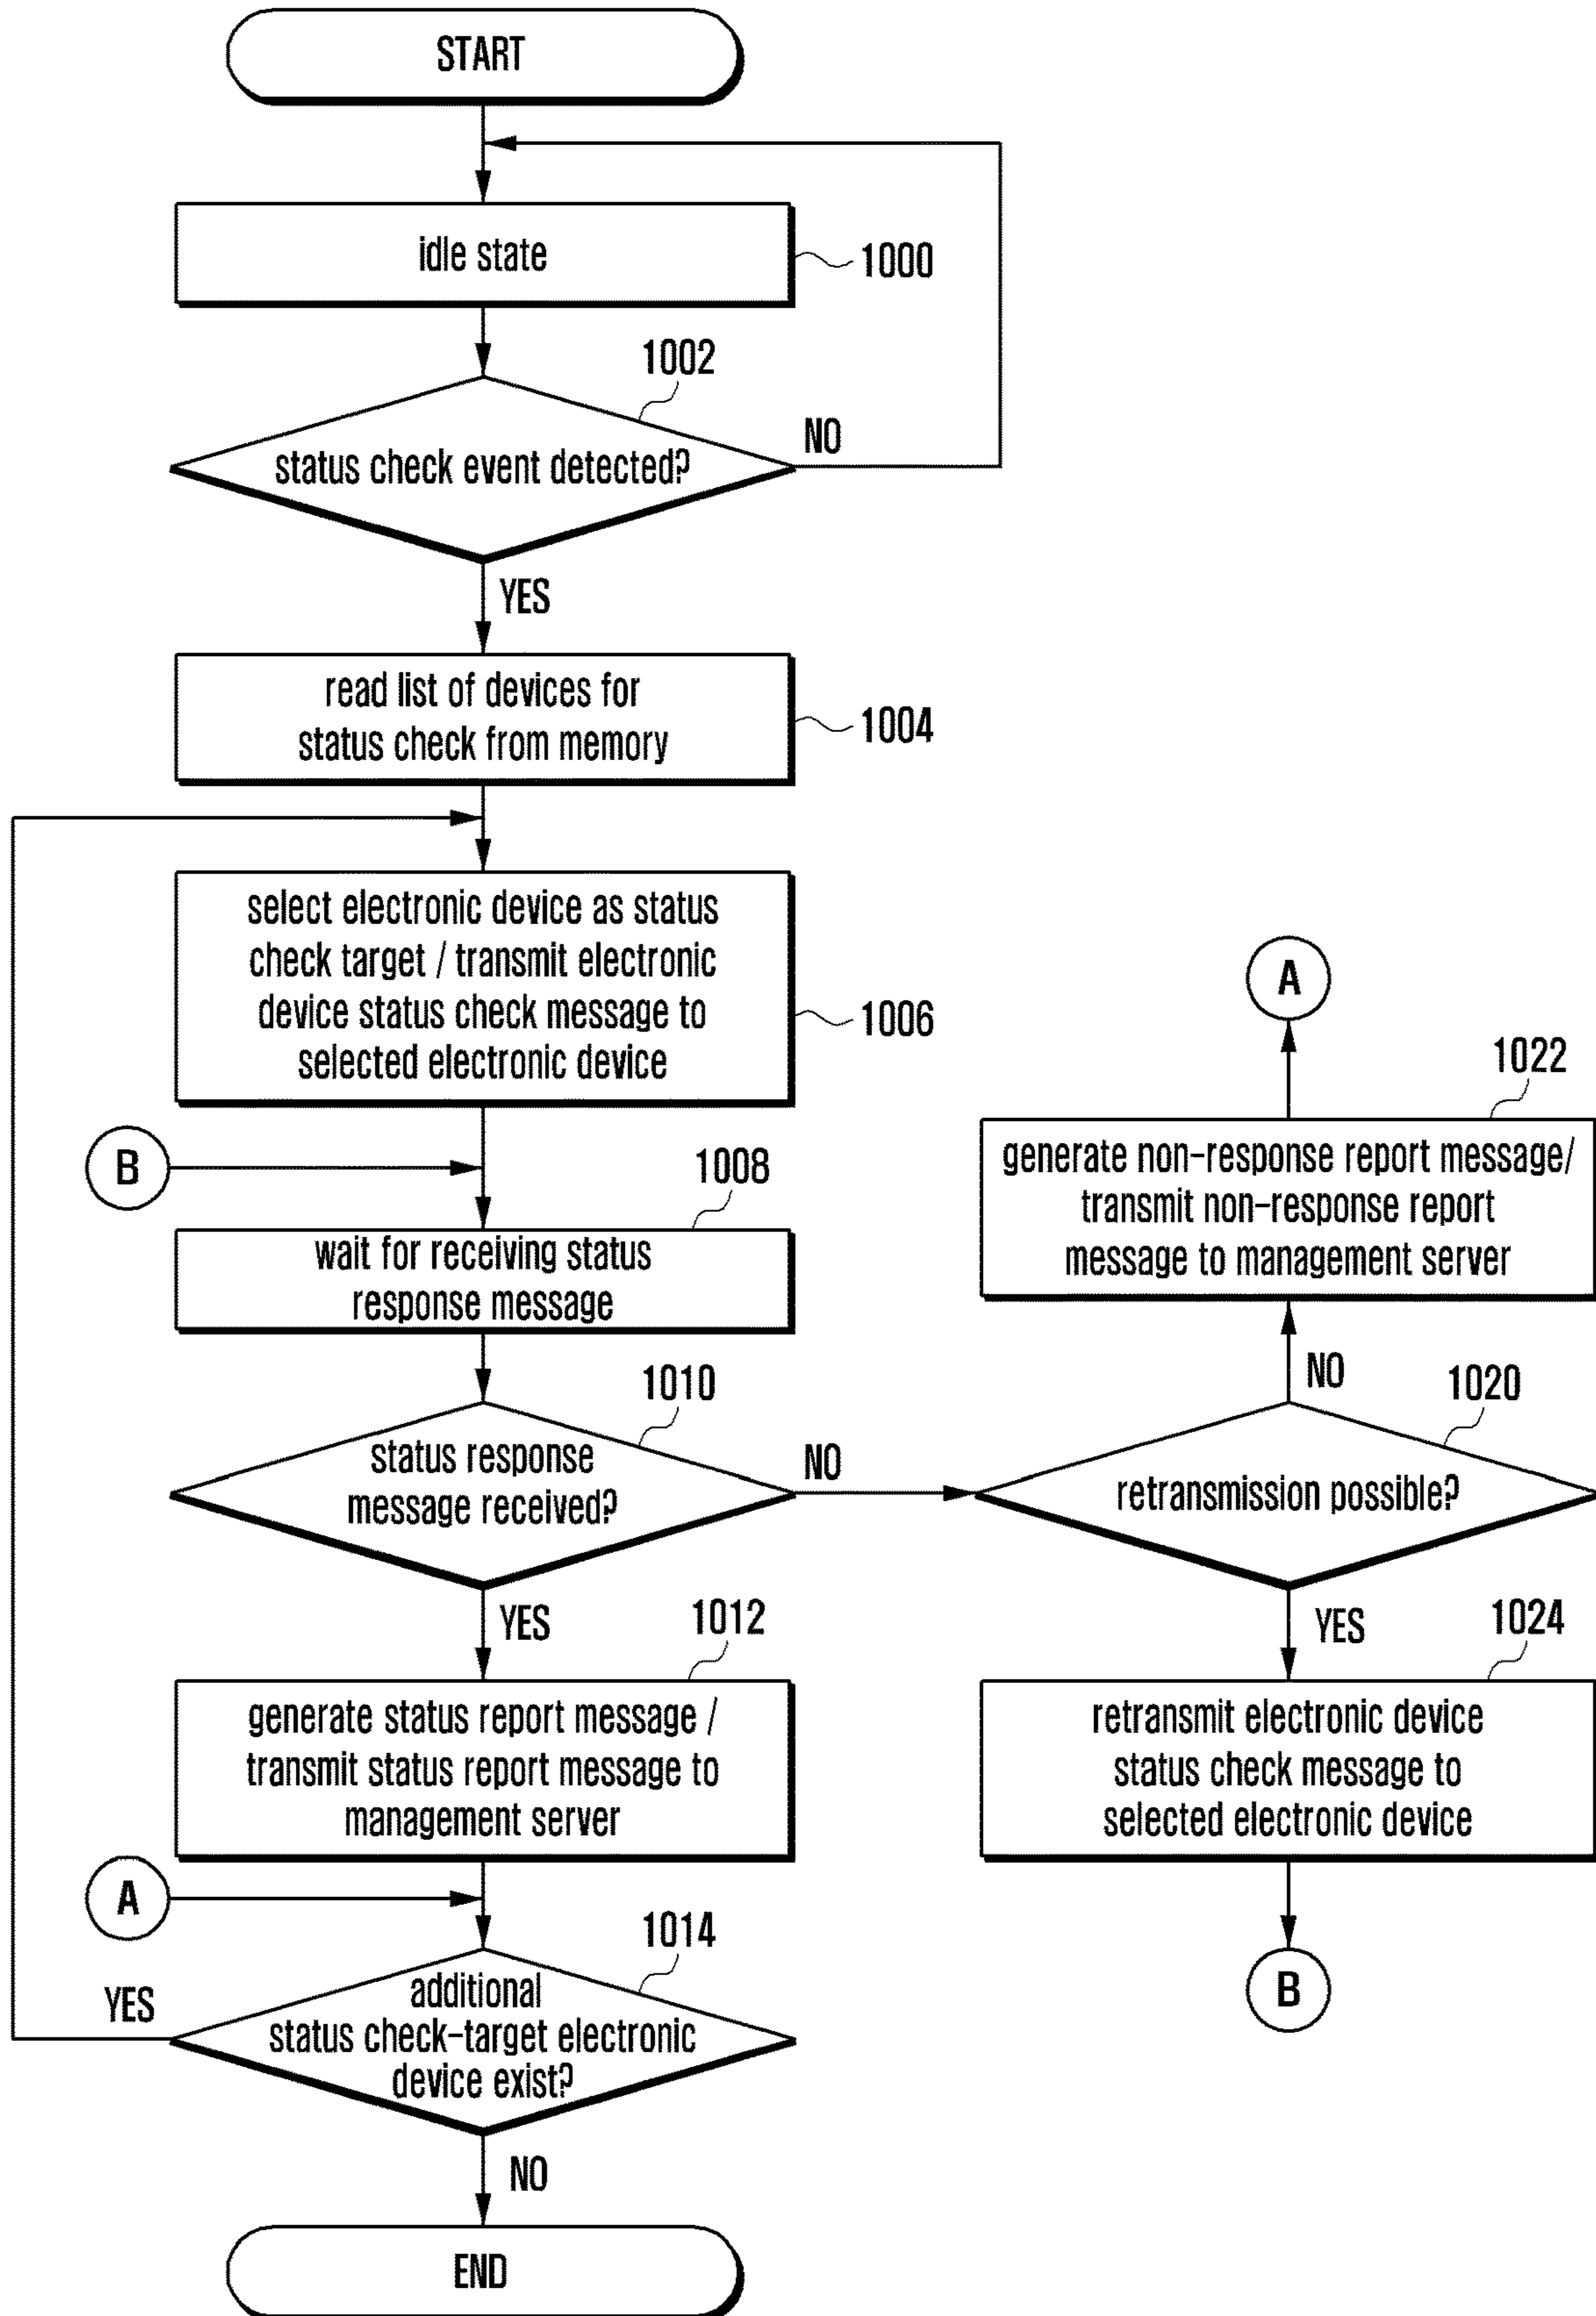 START
idle state
1000
1002
status check event detected?
NO
YES
read list of devices for
status check from memory
1004
select electronic device as status
check target / transmit electronic
device status check message to
selected electronic device
1006
B
1008
wait for receiving status
response message
1010
status response
message received?
NO
YES
1012
generate status report message /
transmit status report message to
management server
A
1014
additional
status check-target electronic
device exist?
YES
NO
END
A
1022
generate non-response report message/
transmit non-response report
message to management server
NO
1020
retransmission possible?
YES
1024
retransmit electronic device
status check message to
selected electronic device
B